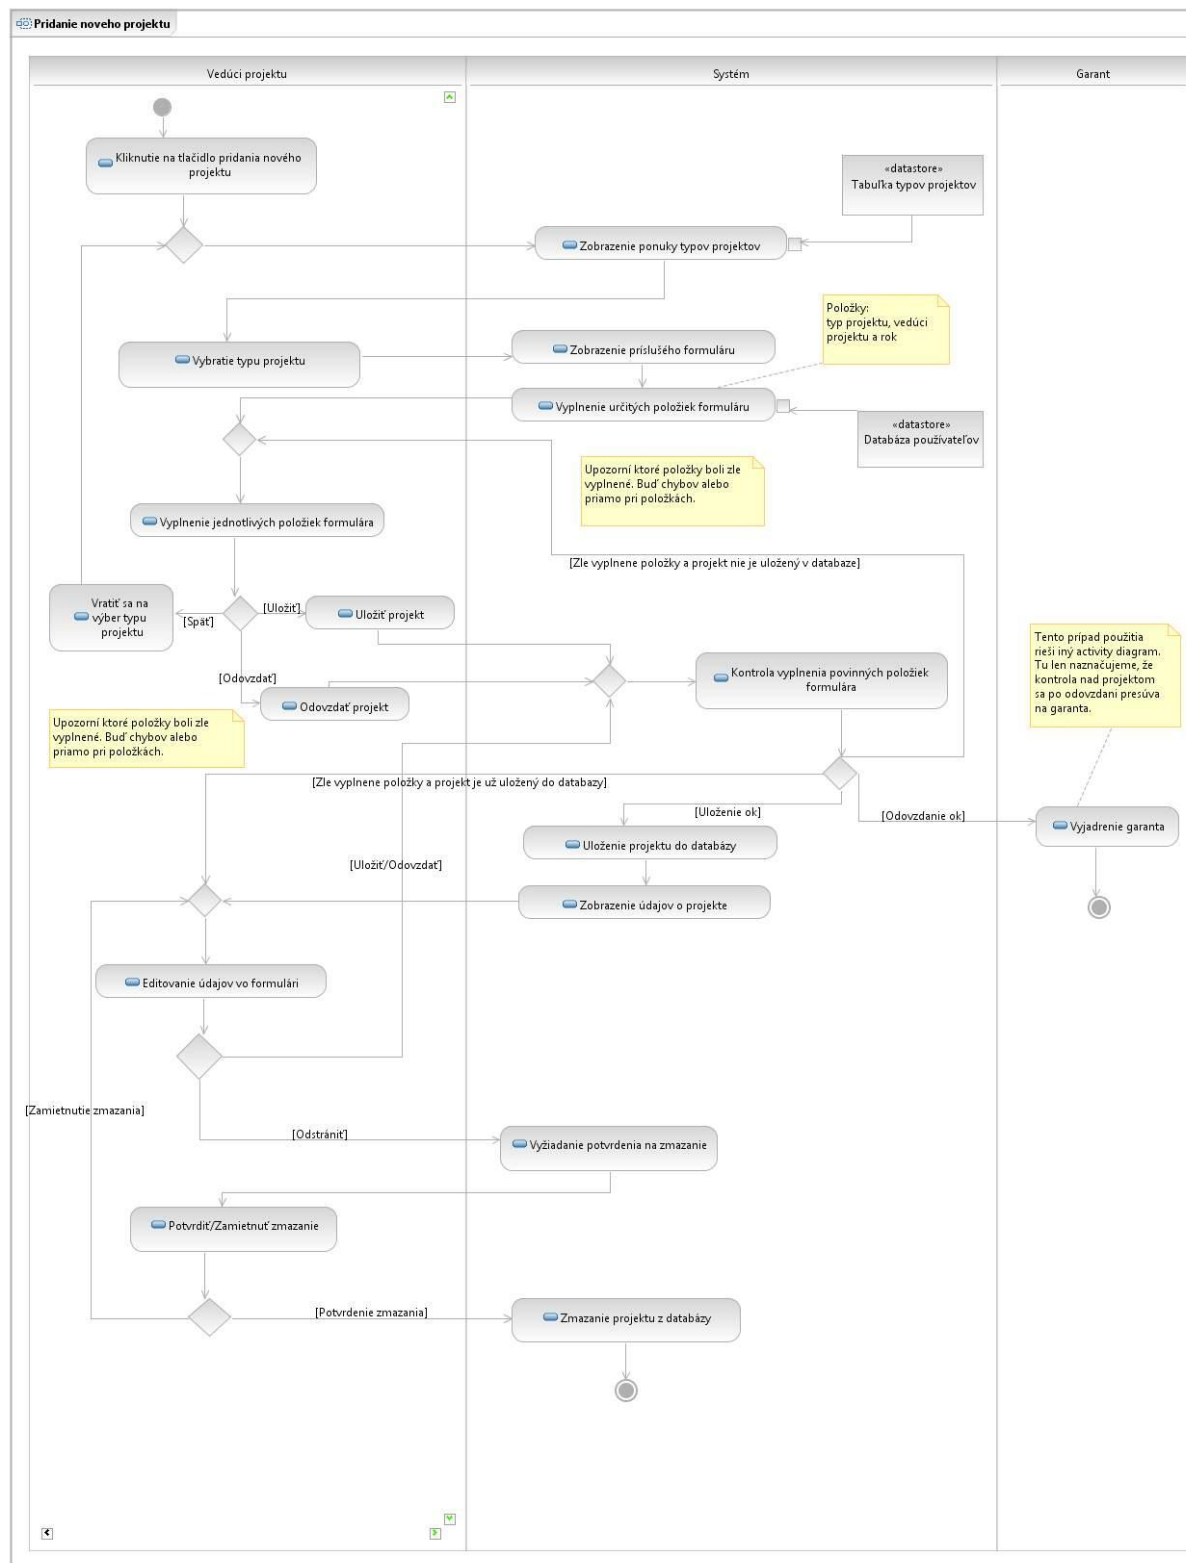 Pridanie noveho projektu
Vedúci projektu
Systém
Garant
Kliknutie na tlačidlo pridania nového
projektu
«datastore»
Tabuľka typov projektov
Zobrazenie ponuky typov projektov
Položky:
typ projektu, vedúci
projektu a rok
Vybratie typu projektu
Zobrazenie príslušého formuláru
Vyplnenie určitých položiek formuláru
«datastore»
Databáza používateľov
Upozorní ktoré položky boli zle
vyplnené. Buď chybov alebo
priamo pri položkách.
Vyplnenie jednotlivých položiek formulára
[Zle vyplnene položky a projekt nie je uložený v databaze]
Vratiť sa na
výber typu
projektu
[Späť]
[Uložiť]
Uložiť projekt
[Odovzdať]
Odovzdať projekt
Kontrola vyplnenia povinných položiek
formulára
Tento prípad použitia
rieši iný activity diagram.
Tu len naznačujeme, že
kontrola nad projektom
sa po odovzdani presúva
na garanta.
Upozorní ktoré položky boli zle
vyplnené. Buď chybov alebo
priamo pri položkách.
[Zle vyplnene položky a projekt je už uložený do databazy]
[Uloženie ok]
[Odovzdanie ok]
Vyjadrenie garanta
Uloženie projektu do databázy
[Uložiť/Odovzdať]
Zobrazenie údajov o projekte
Editovanie údajov vo formulári
[Zamietnutie zmazania]
[Odstrániť]
Vyžiadanie potvrdenia na zmazanie
Potvrdiť/Zamietnuť zmazanie
[Potvrdenie zmazania]
Zmazanie projektu z databázy